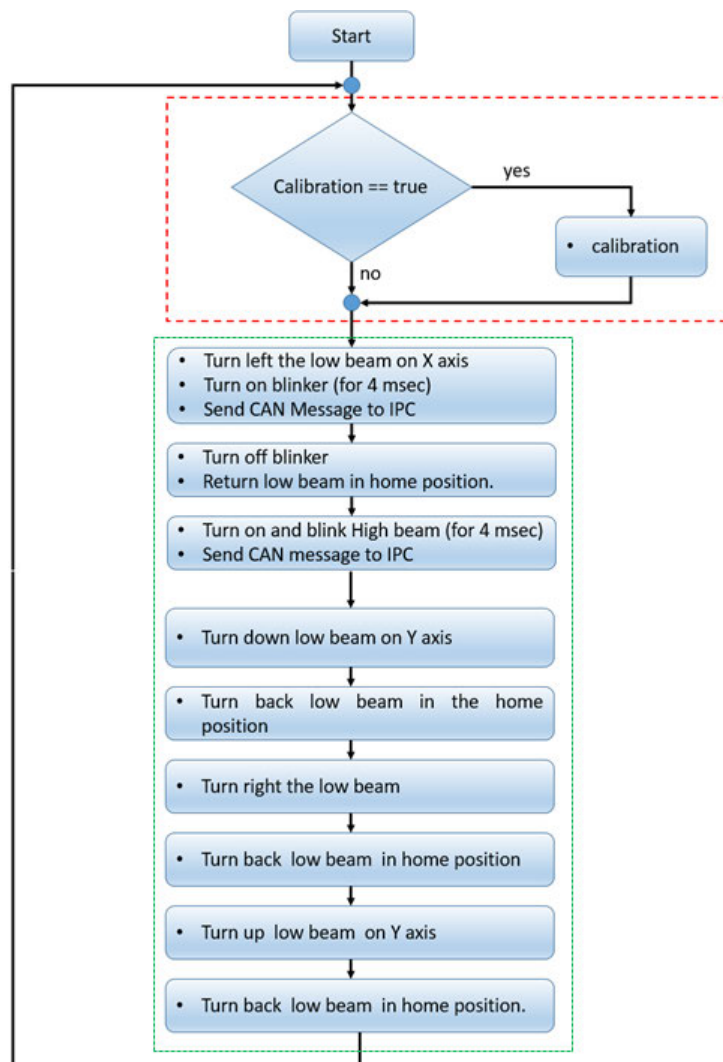 Start
Calibration == true
yes
• calibration
no
• Turn left the low beam on X axis
• Turn on blinker (for 4 msec)
• Send CAN Message to IPC
• Turn off blinker
• Return low beam in home position.
• Turn on and blink High beam (for 4 msec)
• Send CAN message to IPC
• Turn down low beam on Y axis
• Turn back low beam in the home
position
• Turn right the low beam
• Turn back low beam in home position
• Turn up low beam on Y axis
• Turn back low beam in home position.